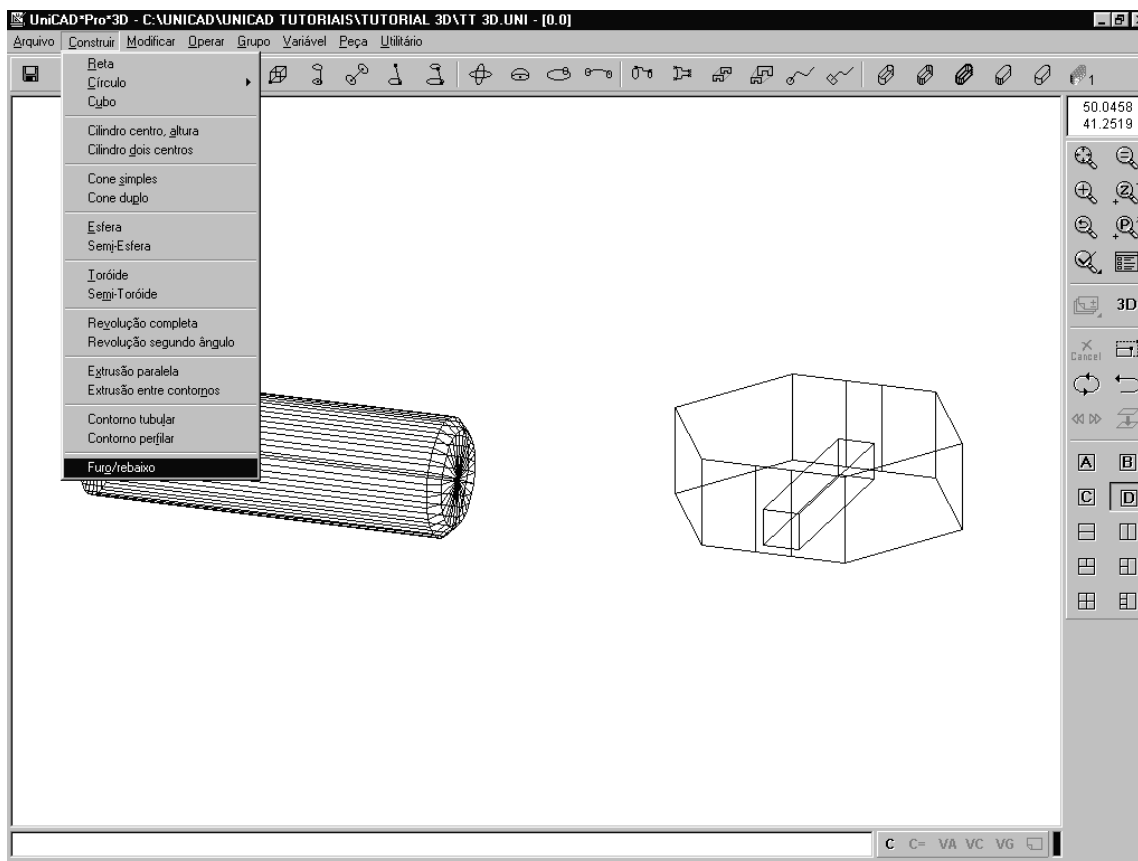 UniCAD*Pro*3D - C:\UNICAD\UNICAD TUTORIAIS\TUTORIAL 3D\TT 3D.UNI - [0.0]
Arquivo Construir Modificar Operar Grupo Variável Peça Utilitário
1
Reta
Círculo
Cubo
Cilindro centro, altura
Cilindro dois centros
Cone simples
Cone duplo
Esfera
Semi-Esfera
Toróide
Semi-Toróide
Revolução completa
Revolução segundo ângulo
Extrusão paralela
Extrusão entre contornos
Contorno tubular
Contorno perfilar
Furo/rebaixo
50.0458
41.2519
Z
P
3D
Cancel
A B
C D
C C= VA VC VG